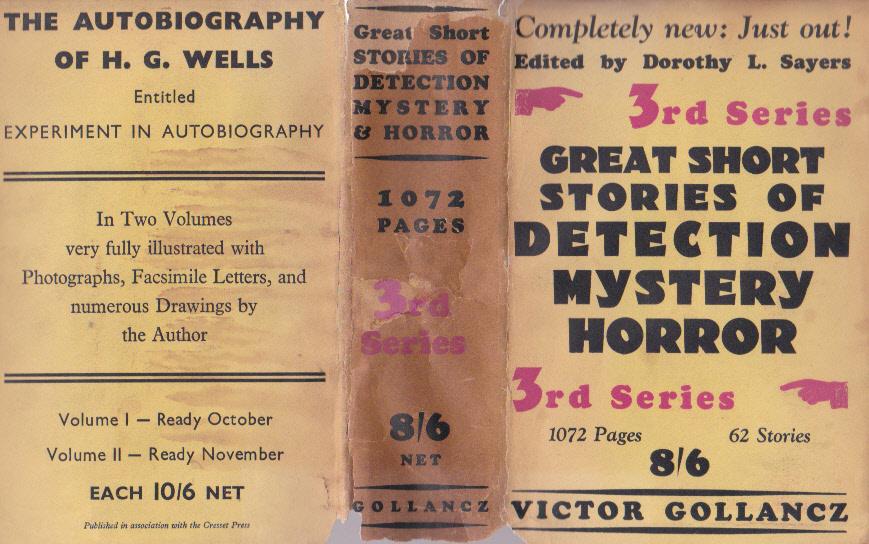 THE AUTOBIOGRAPHY
OF H. G. WELLS
Entitled
EXPERIMENT IN AUTOBIOGRAPHY
In Two Volumes
very fully illustrated with
Photographs, Facsimile Letters, and
numerous Drawings by
the Author
Volume I — Ready October
Volume II — Ready November
EACH 10/6 NET
Published in association with the Cresset Press
Great Short
STORIES OF
DETECTION
MYSTERY
& HORROR
1072
PAGES
3rd
Series
8/6
NET
GOLLANCZ
Completely new: Just out!
Edited by Dorothy L. Sayers
3rd Series
GREAT SHORT
STORIES OF
DETECTION
MYSTERY
HORROR
3rd Series
1072 Pages 62 Stories
8/6
VICTOR GOLLANCZ